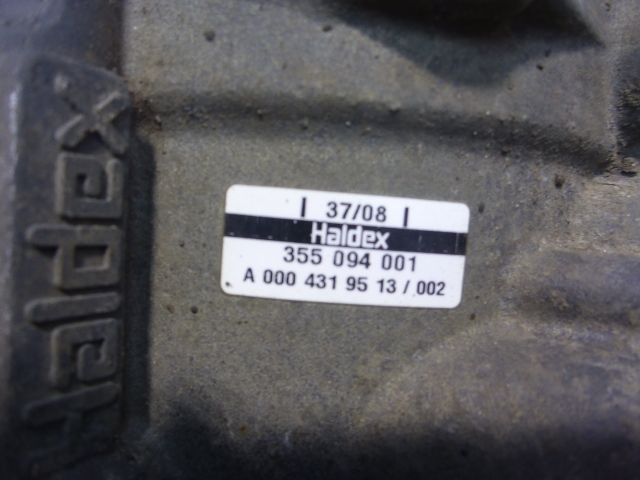 Haldex
| 37/08 |
Haldex
355 094 001
A 000 431 95 13 / 002